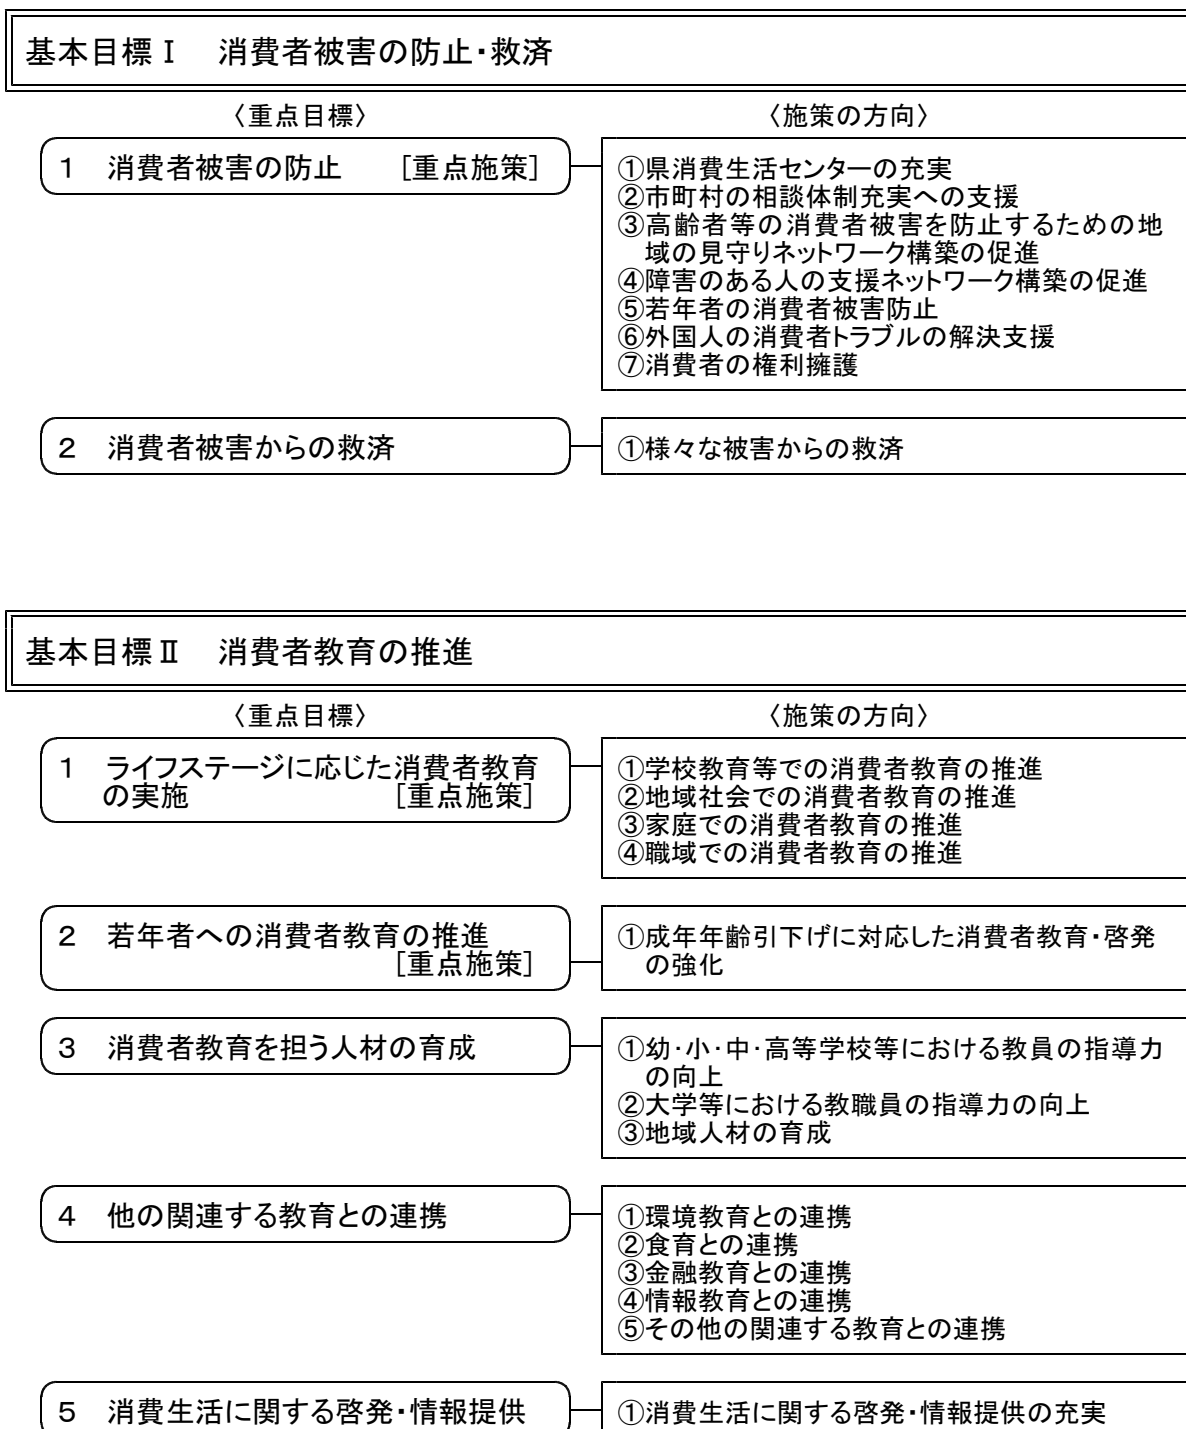 基本目標Ⅰ　消費者被害の防止・救済
〈重点目標〉
〈施策の方向〉
１　消費者被害の防止　　［重点施策］
①県消費生活センターの充実
②市町村の相談体制充実への支援
③高齢者等の消費者被害を防止するための地
域の見守りネットワーク構築の促進
④障害のある人の支援ネットワーク構築の促進
⑤若年者の消費者被害防止
⑥外国人の消費者トラブルの解決支援
⑦消費者の権利擁護
２　消費者被害からの救済
①様々な被害からの救済
基本目標Ⅱ　消費者教育の推進
〈重点目標〉
〈施策の方向〉
１　ライフステージに応じた消費者教育
の実施　　　　　　　［重点施策］
①学校教育等での消費者教育の推進
②地域社会での消費者教育の推進
③家庭での消費者教育の推進
④職域での消費者教育の推進
２　若年者への消費者教育の推進
［重点施策］
①成年年齢引下げに対応した消費者教育・啓発
の強化
３　消費者教育を担う人材の育成
①幼・小・中・高等学校等における教員の指導力
の向上
②大学等における教職員の指導力の向上
③地域人材の育成
４　他の関連する教育との連携
①環境教育との連携
②食育との連携
③金融教育との連携
④情報教育との連携
⑤その他の関連する教育との連携
５　消費生活に関する啓発・情報提供
①消費生活に関する啓発・情報提供の充実